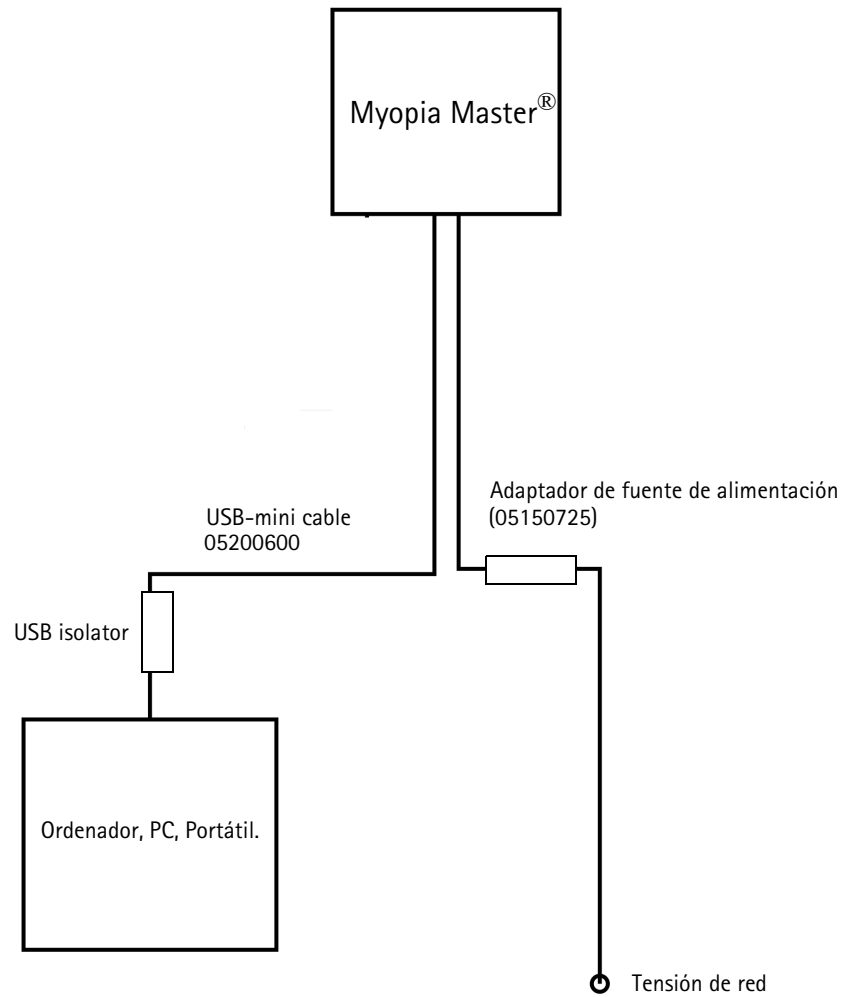 Myopia Master®
Adaptador de fuente de alimentación
(05150725)
USB-mini cable
05200600
USB isolator
Ordenador, PC, Portátil.
Tensión de red